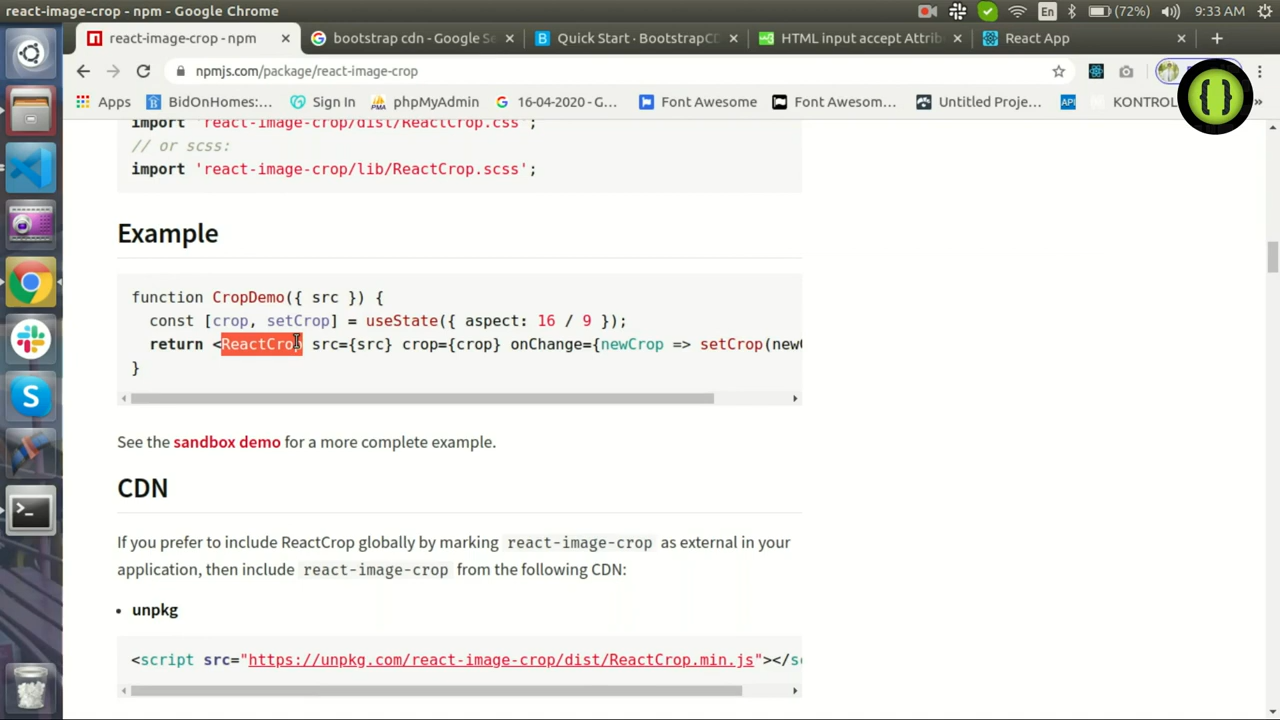 react-image-crop - npm - Google Chrome
En
(72%)
9:33 AM
react-image-crop - npm
bootstrap cdn - Google Se
Quick Start · BootstrapCD
HTML input accept Attrib
React App
npmjs.com/package/react-image-crop
Apps
BidOnHomes:...
Sign In
phpMyAdmin
16-04-2020 - G...
Font Awesome
Font Awesom...
Untitled Proje...
API
KONTROL
»
{ }
import 'react-image-crop/dist/ReactCrop.css';
// or scss:
import 'react-image-crop/lib/ReactCrop.scss';
Example
function CropDemo({ src }) {
const [crop, setCrop] = useState({ aspect: 16 / 9 });
return <ReactCrop src={src} crop={crop} onChange={newCrop => setCrop(newC
}
See the sandbox demo for a more complete example.
CDN
If you prefer to include ReactCrop globally by marking react-image-crop as external in your
application, then include react-image-crop from the following CDN:
• unpkg
<script src="https://unpkg.com/react-image-crop/dist/ReactCrop.min.js"></sc